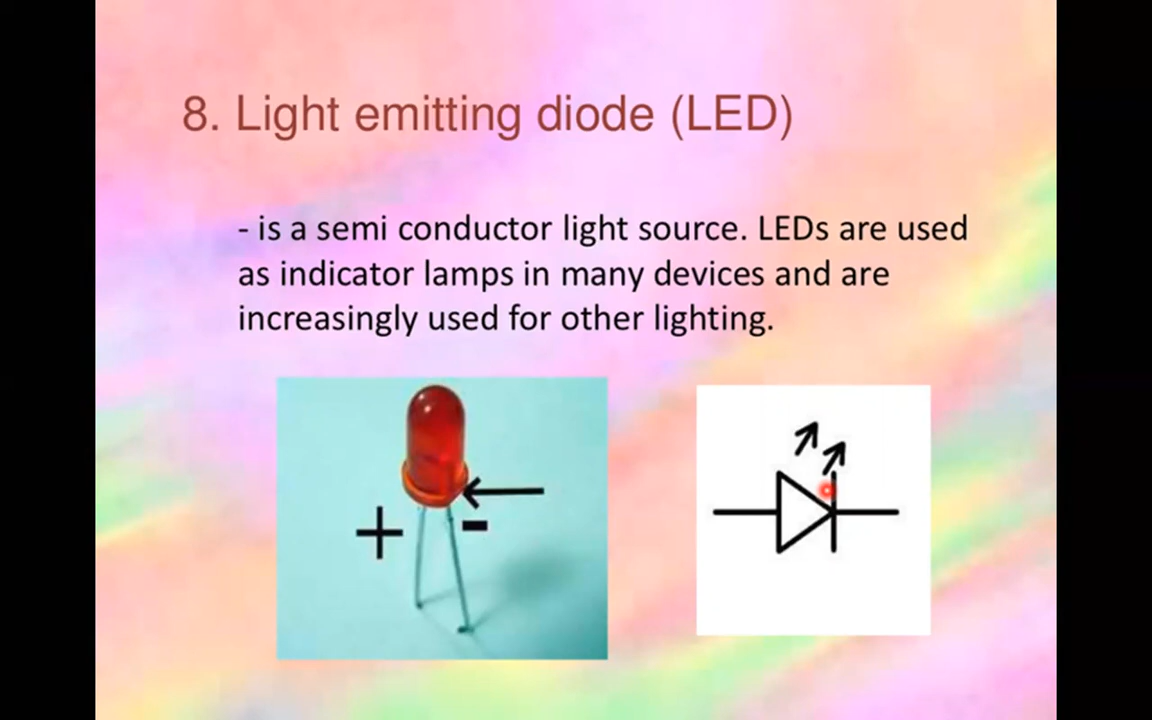 8. Light emitting diode (LED)
- is a semi conductor light source. LEDs are used
as indicator lamps in many devices and are
increasingly used for other lighting.
+ -